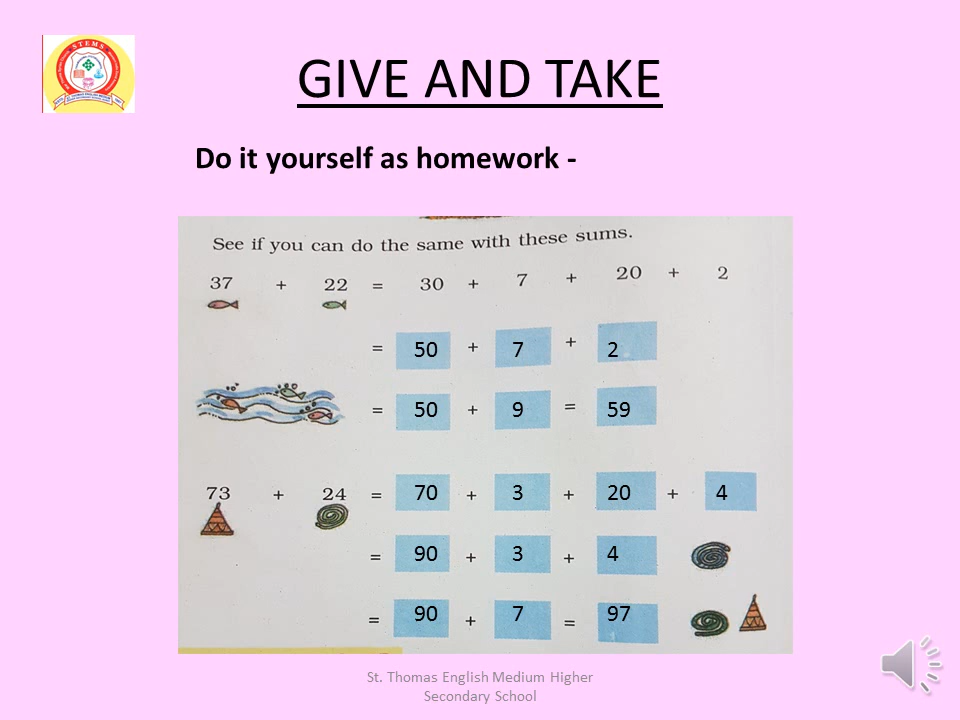 STEMS
GIVE AND TAKE
Do it yourself as homework -
See if you can do the same with these sums.
37 + 22 = 30 + 7 + 20 + 2
= 50 + 7 + 2
= 50 + 9 = 59
73 + 24 = 70 + 3 + 20 + 4
= 90 + 3 + 4
= 90 + 7 = 97
St. Thomas English Medium Higher
Secondary School